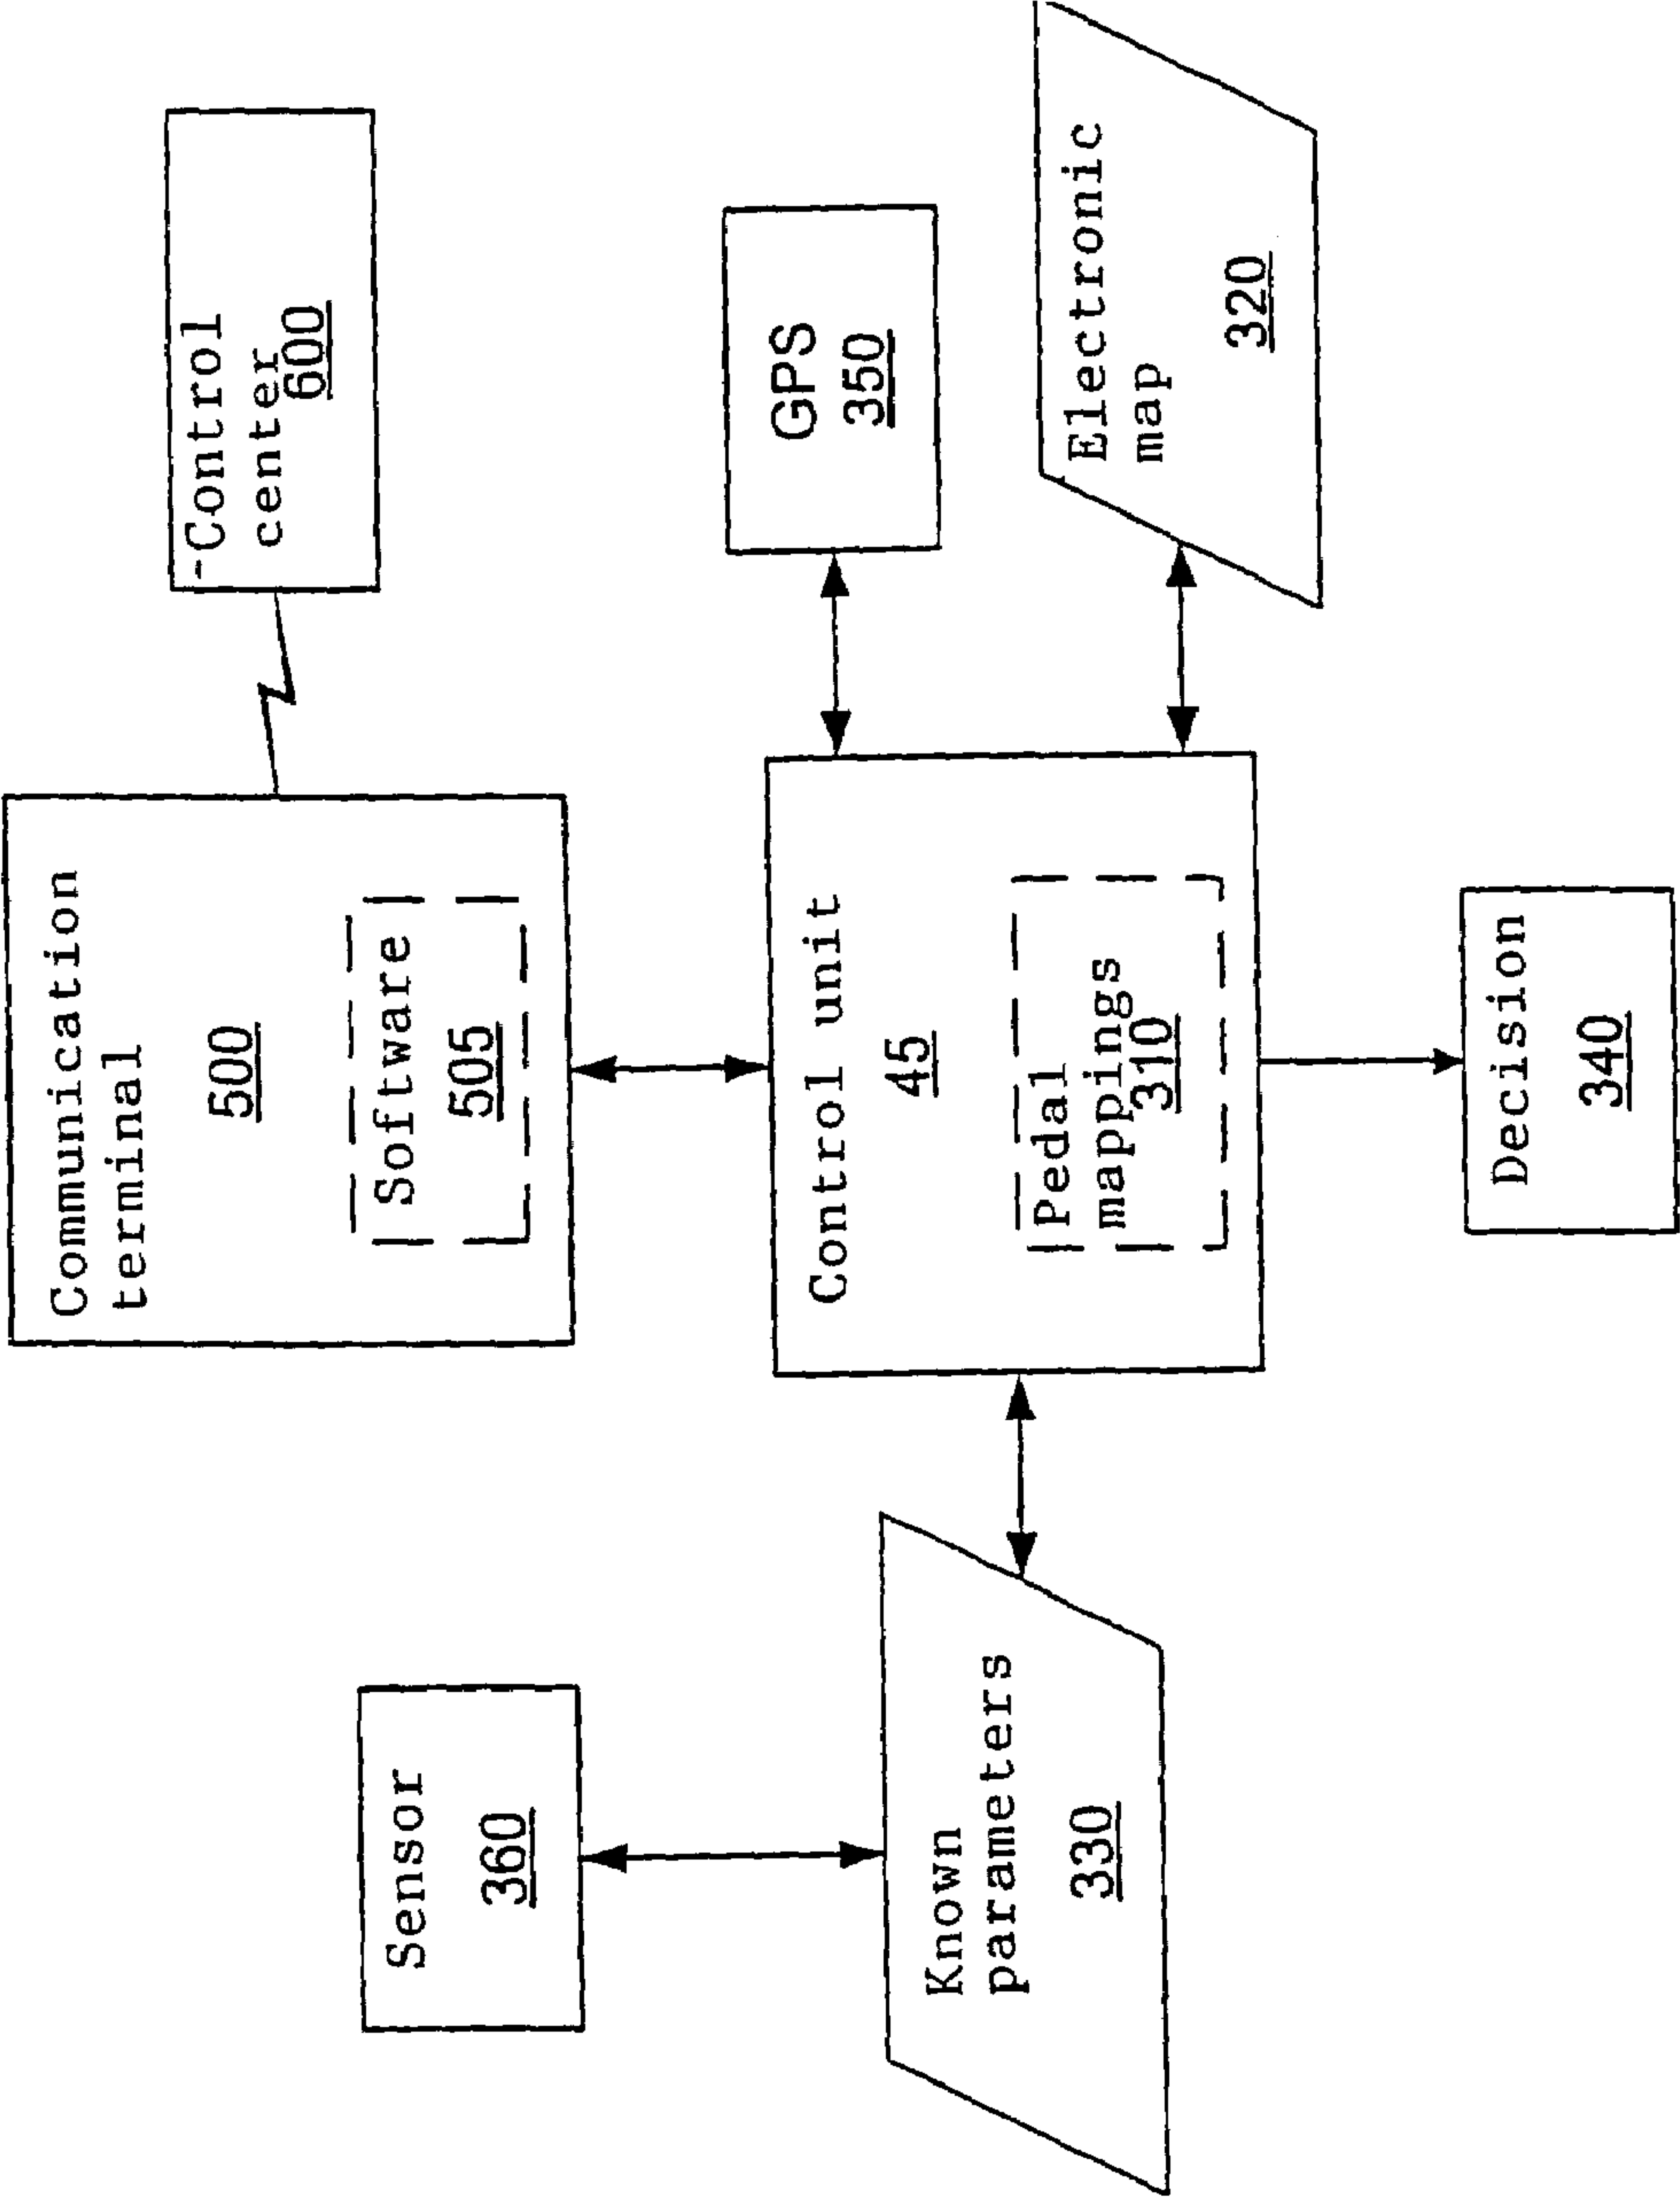 Communication
terminal
500
Software
505
-Control
center
600
Sensor
360
Control unit
45
Pedal
mappings
310
GPS
350
Known
parameters
330
Electronic
map
320
Decision
340